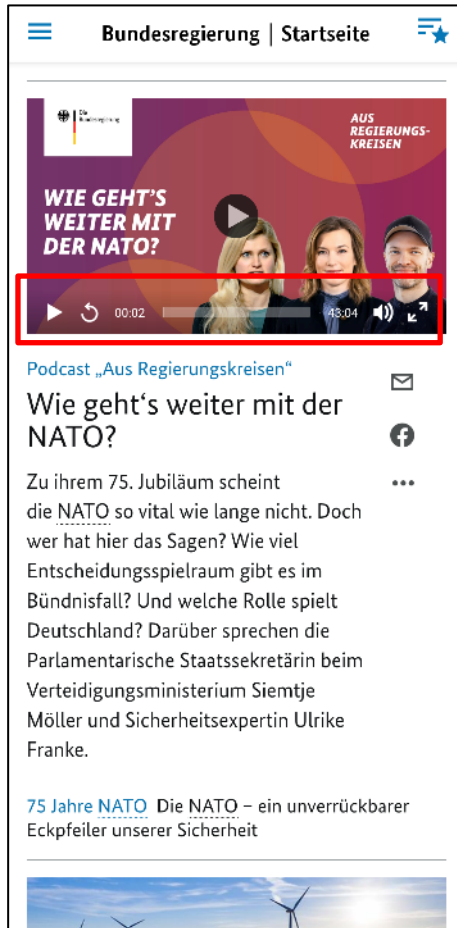 Bundesregierung | Startseite
Die
Bundesregierung
AUS
REGIERUNGS-
KREISEN
WIE GEHT'S
WEITER MIT
DER NATO?
00:02 43:04
Podcast „Aus Regierungskreisen“
Wie geht‘s weiter mit der
NATO?
Zu ihrem 75. Jubiläum scheint
die NATO so vital wie lange nicht. Doch
wer hat hier das Sagen? Wie viel
Entscheidungsspielraum gibt es im
Bündnisfall? Und welche Rolle spielt
Deutschland? Darüber sprechen die
Parlamentarische Staatssekretärin beim
Verteidigungsministerium Siemtje
Möller und Sicherheitsexpertin Ulrike
Franke.
75 Jahre NATO Die NATO – ein unverrückbarer
Eckpfeiler unserer Sicherheit